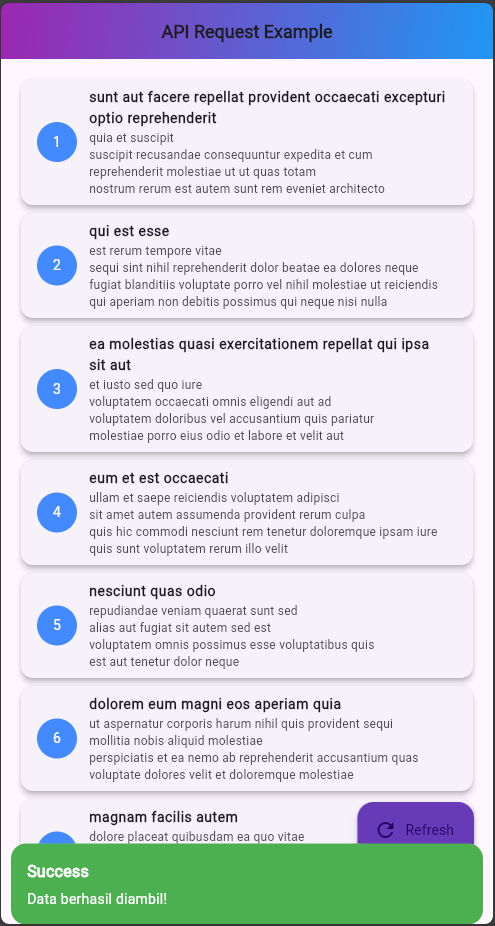 API Request Example
sunt aut facere repellat provident occaecati excepturi
optio reprehenderit
1
quia et suscipit
suscipit recusandae consequuntur expedita et cum
reprehenderit molestiae ut ut quas totam
nostrum rerum est autem sunt rem eveniet architecto
qui est esse
2
est rerum tempore vitae
sequi sint nihil reprehenderit dolor beatae ea dolores neque
fugiat blanditiis voluptate porro vel nihil molestiae ut reiciendis
qui aperiam non debitis possimus qui neque nisi nulla
ea molestias quasi exercitationem repellat qui ipsa
sit aut
3
et iusto sed quo iure
voluptatem occaecati omnis eligendi aut ad
voluptatem doloribus vel accusantium quis pariatur
molestiae porro eius odio et labore et velit aut
eum et est occaecati
4
ullam et saepe reiciendis voluptatem adipisci
sit amet autem assumenda provident rerum culpa
quis hic commodi nesciunt rem tenetur doloremque ipsam iure
quis sunt voluptatem rerum illo velit
nesciunt quas odio
5
repudiandae veniam quaerat sunt sed
alias aut fugiat sit autem sed est
voluptatem omnis possimus esse voluptatibus quis
est aut tenetur dolor neque
dolorem eum magni eos aperiam quia
6
ut aspernatur corporis harum nihil quis provident sequi
mollitia nobis aliquid molestiae
perspiciatis et ea nemo ab reprehenderit accusantium quas
voluptate dolores velit et doloremque molestiae
magnam facilis autem
dolore placeat quibusdam ea quo vitae
Refresh
Success
Data berhasil diambil!